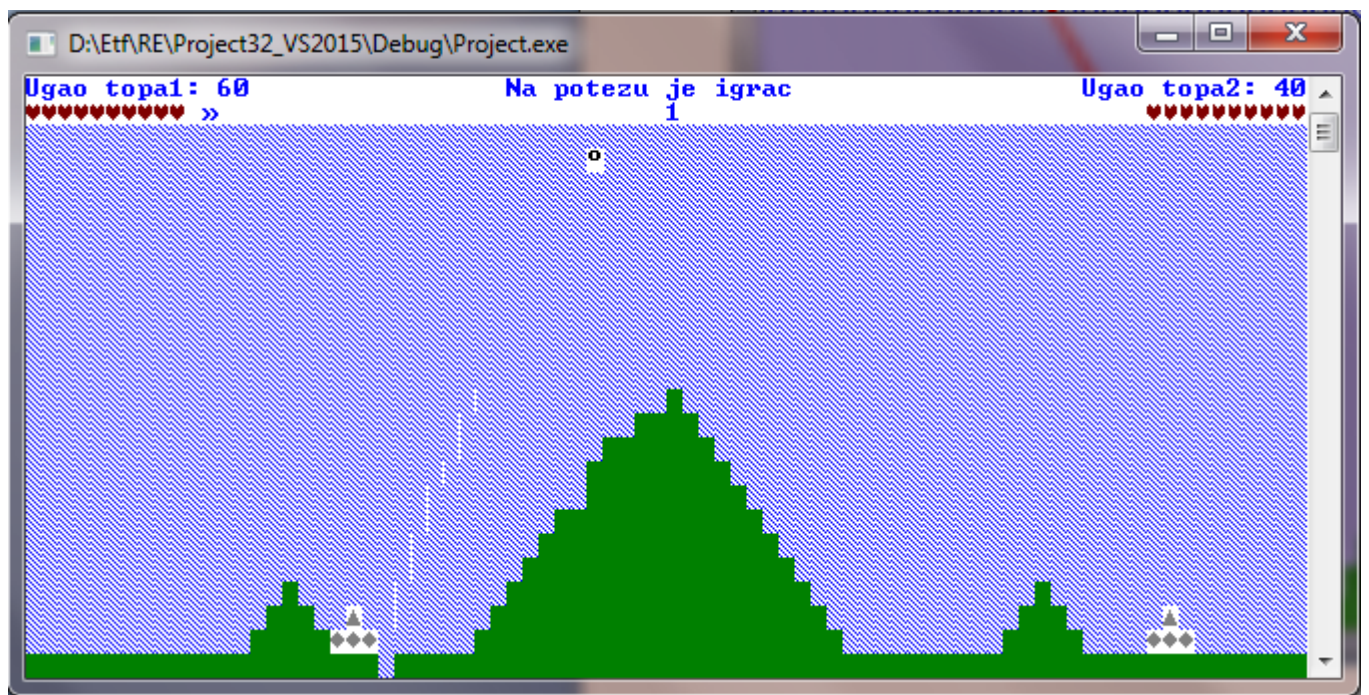 D:\Etf\RE\Project32_VS2015\Debug\Project.exe
Ugao topa1: 60
Na potezu je igrac
Ugao topa2: 40
♥♥♥♥♥♥♥♥♥♥ »
1
♥♥♥♥♥♥♥♥♥♥